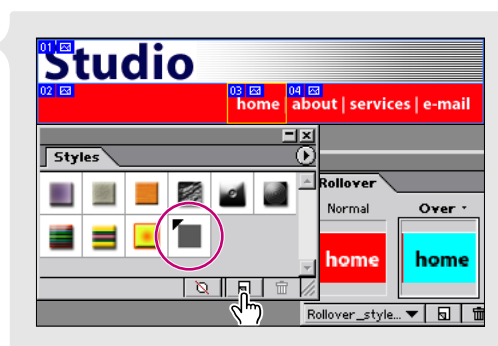 01
Studio
02
03
04
home
about | services | e-mail
Styles
Rollover
Normal
Over
home
home
Rollover_style...